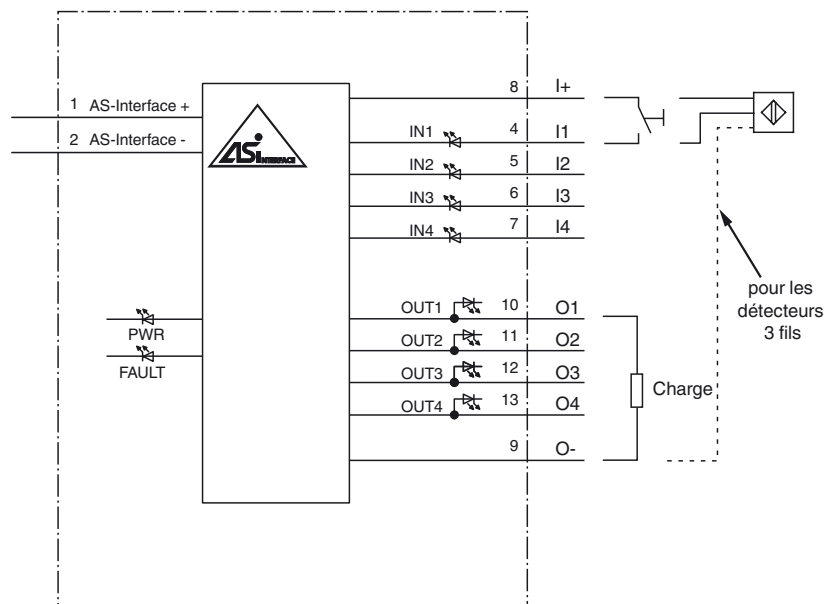 1 AS-Interface +
2 AS-Interface -
ASi INTERFACE
8 I+
IN1 4 I1
IN2 5 I2
IN3 6 I3
IN4 7 I4
pour les
détecteurs
3 fils
PWR
FAULT
OUT1 10 O1
OUT2 11 O2
OUT3 12 O3
OUT4 13 O4
9 O-
Charge